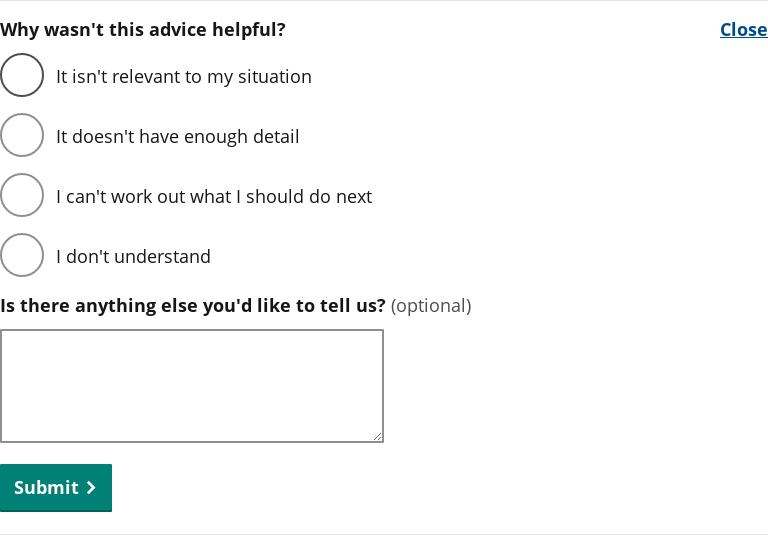 Why wasn't this advice helpful?
Close
It isn't relevant to my situation
It doesn't have enough detail
I can't work out what I should do next
I don't understand
Is there anything else you'd like to tell us? (optional)
Submit